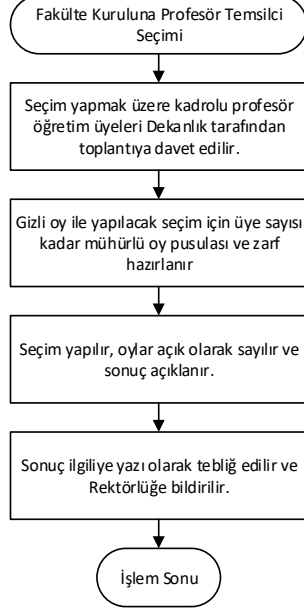 Fakülte Kuruluna Profesör Temsilci
Seçimi
Seçim yapmak üzere kadrolu profesör
öğretim üyeleri Dekanlık tarafından
toplantıya davet edilir.
Gizli oy ile yapılacak seçim için üye sayısı
kadar mühürlü oy pusulası ve zarf
hazırlanır
Seçim yapılır, oylar açık olarak sayılır ve
sonuç açıklanır.
Sonuç ilgiliye yazı olarak tebliğ edilir ve
Rektörlüğe bildirilir.
İşlem Sonu